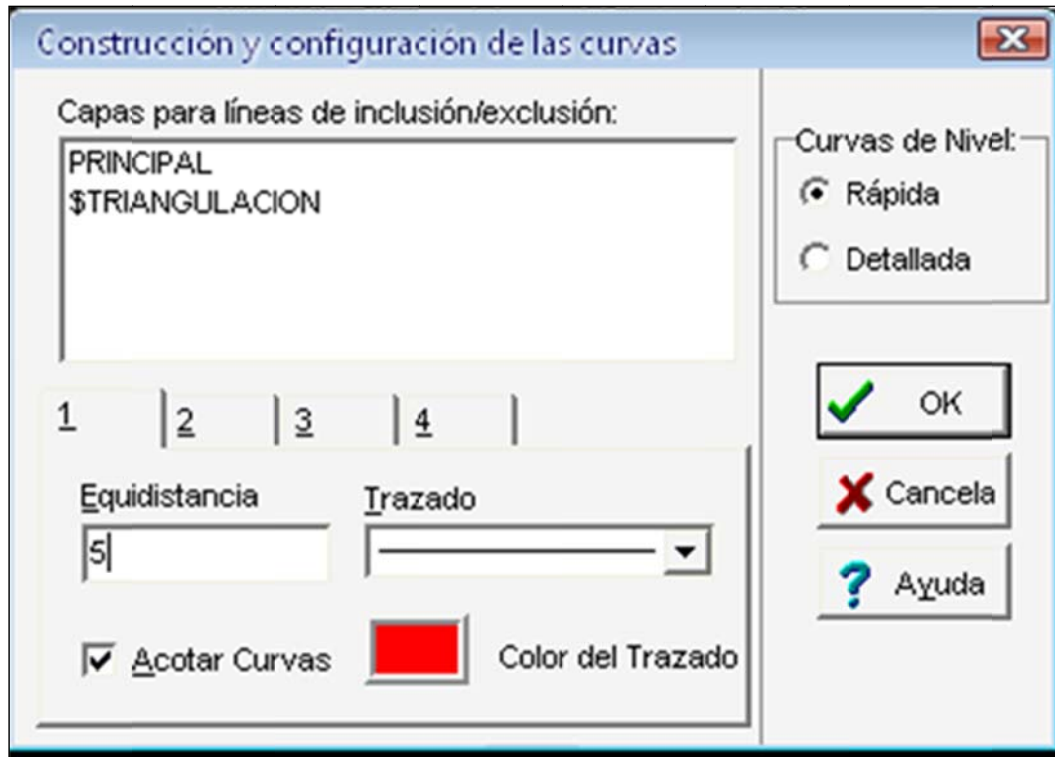 Construcción y configuración de las curvas
Capas para líneas de inclusión/exclusión:
PRINCIPAL
$TRIANGULACION
1 2 3 4
Equidistancia Trazado
5
Acotar Curvas Color del Trazado
Curvas de Nivel:
Rápida
Detallada
OK
Cancela
Ayuda